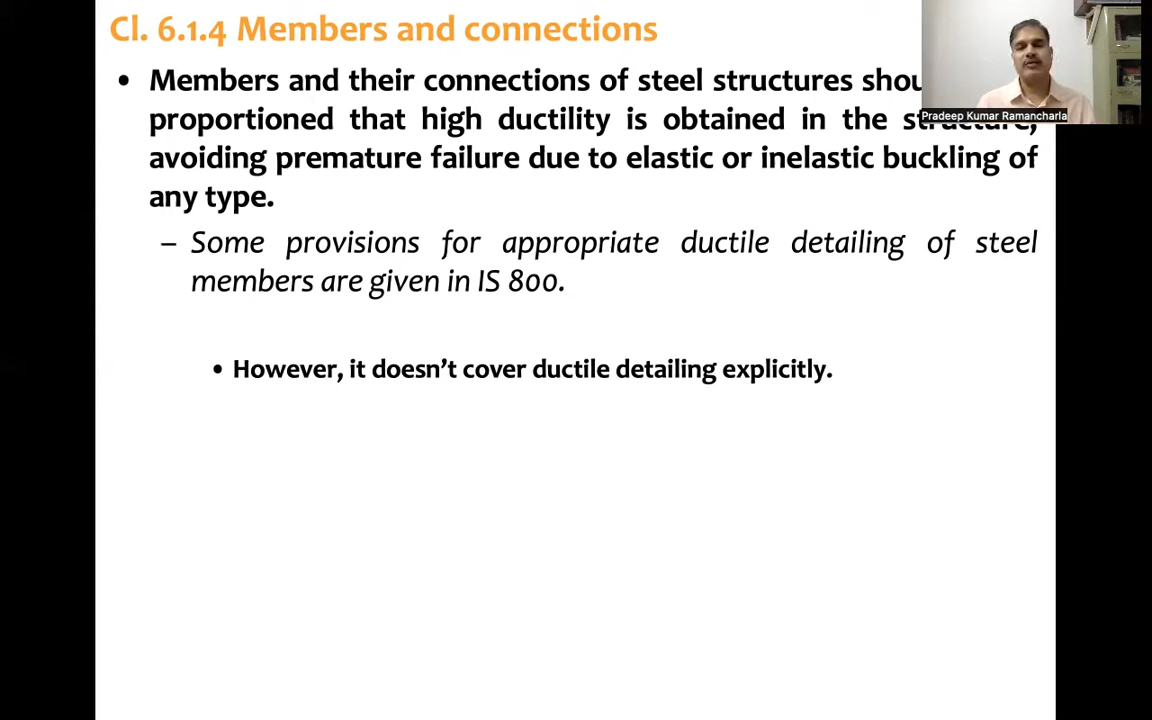 Cl. 6.1.4 Members and connections
• Members and their connections of steel structures
proportioned that high ductility is obtained in the structure,
avoiding premature failure due to elastic or inelastic buckling of
any type.
– Some provisions for appropriate ductile detailing of steel
members are given in IS 800.
• However, it doesn’t cover ductile detailing explicitly.
Pradeep Kumar Ramancharla